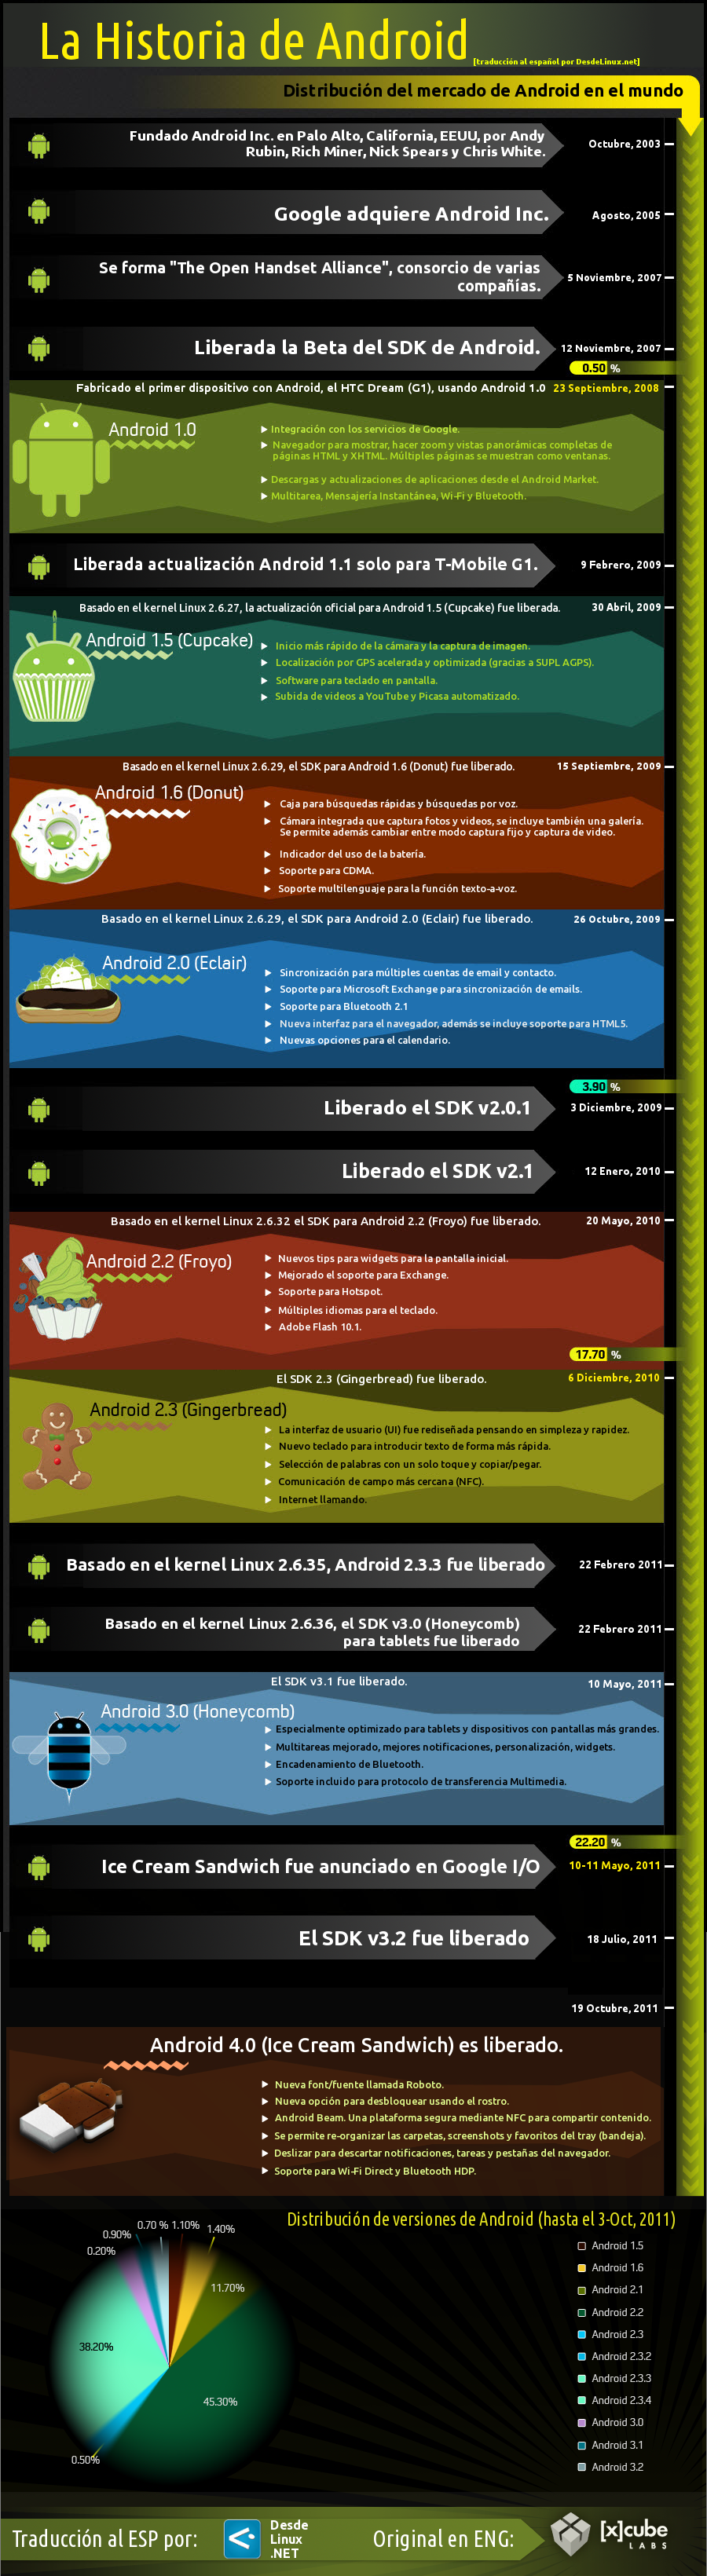 La Historia de Android
[traducción al español por DesdeLinux.net]
Distribución del mercado de Android en el mundo
Fundado Android Inc. en Palo Alto, California, EEUU, por Andy
Rubin, Rich Miner, Nick Spears y Chris White.
Octubre, 2003
Google adquiere Android Inc.
Agosto, 2005
Se forma "The Open Handset Alliance", consorcio de varias
compañías.
5 Noviembre, 2007
Liberada la Beta del SDK de Android.
12 Noviembre, 2007
0.50 %
Fabricado el primer dispositivo con Android, el HTC Dream (G1), usando Android 1.0
23 Septiembre, 2008
Android 1.0
Integración con los servicios de Google.
Navegador para mostrar, hacer zoom y vistas panorámicas completas de
páginas HTML y XHTML. Múltiples páginas se muestran como ventanas.
Descargas y actualizaciones de aplicaciones desde el Android Market.
Multitarea, Mensajería Instantánea, Wi-Fi y Bluetooth.
Liberada actualización Android 1.1 solo para T-Mobile G1.
9 Febrero, 2009
Basado en el kernel Linux 2.6.27, la actualización oficial para Android 1.5 (Cupcake) fue liberada.
30 Abril, 2009
Android 1.5 (Cupcake)
Inicio más rápido de la cámara y la captura de imagen.
Localización por GPS acelerada y optimizada (gracias a SUPL AGPS).
Software para teclado en pantalla.
Subida de videos a YouTube y Picasa automatizado.
Basado en el kernel Linux 2.6.29, el SDK para Android 1.6 (Donut) fue liberado.
15 Septiembre, 2009
Android 1.6 (Donut)
Caja para búsquedas rápidas y búsquedas por voz.
Cámara integrada que captura fotos y videos, se incluye también una galería.
Se permite además cambiar entre modo captura fijo y captura de video.
Indicador del uso de la batería.
Soporte para CDMA.
Soporte multilenguaje para la función texto-a-voz.
Basado en el kernel Linux 2.6.29, el SDK para Android 2.0 (Eclair) fue liberado.
26 Octubre, 2009
Android 2.0 (Eclair)
Sincronización para múltiples cuentas de email y contacto.
Soporte para Microsoft Exchange para sincronización de emails.
Soporte para Bluetooth 2.1
Nueva interfaz para el navegador, además se incluye soporte para HTML5.
Nuevas opciones para el calendario.
3.90 %
Liberado el SDK v2.0.1
3 Diciembre, 2009
Liberado el SDK v2.1
12 Enero, 2010
Basado en el kernel Linux 2.6.32 el SDK para Android 2.2 (Froyo) fue liberado.
20 Mayo, 2010
Android 2.2 (Froyo)
Nuevos tips para widgets para la pantalla inicial.
Mejorado el soporte para Exchange.
Soporte para Hotspot.
Múltiples idiomas para el teclado.
Adobe Flash 10.1.
17.70 %
El SDK 2.3 (Gingerbread) fue liberado.
6 Diciembre, 2010
Android 2.3 (Gingerbread)
La interfaz de usuario (UI) fue rediseñada pensando en simpleza y rapidez.
Nuevo teclado para introducir texto de forma más rápida.
Selección de palabras con un solo toque y copiar/pegar.
Comunicación de campo más cercana (NFC).
Internet llamando.
Basado en el kernel Linux 2.6.35, Android 2.3.3 fue liberado
22 Febrero 2011
Basado en el kernel Linux 2.6.36, el SDK v3.0 (Honeycomb)
para tablets fue liberado
22 Febrero 2011
El SDK v3.1 fue liberado.
10 Mayo, 2011
Android 3.0 (Honeycomb)
Especialmente optimizado para tablets y dispositivos con pantallas más grandes.
Multitareas mejorado, mejores notificaciones, personalización, widgets.
Encadenamiento de Bluetooth.
Soporte incluido para protocolo de transferencia Multimedia.
22.20 %
Ice Cream Sandwich fue anunciado en Google I/O
10-11 Mayo, 2011
El SDK v3.2 fue liberado
18 Julio, 2011
19 Octubre, 2011
Android 4.0 (Ice Cream Sandwich) es liberado.
Nueva font/fuente llamada Roboto.
Nueva opción para desbloquear usando el rostro.
Android Beam. Una plataforma segura mediante NFC para compartir contenido.
Se permite re-organizar las carpetas, screenshots y favoritos del tray (bandeja).
Deslizar para descartar notificaciones, tareas y pestañas del navegador.
Soporte para Wi-Fi Direct y Bluetooth HDP.
Distribución de versiones de Android (hasta el 3-Oct, 2011)
0.70 % 1.10% 1.40%
0.90%
0.20%
11.70%
38.20%
45.30%
0.50%
Android 1.5
Android 1.6
Android 2.1
Android 2.2
Android 2.3
Android 2.3.2
Android 2.3.3
Android 2.3.4
Android 3.0
Android 3.1
Android 3.2
Traducción al ESP por:
Desde
Linux
.NET
Original en ENG:
[x]cube
LABS